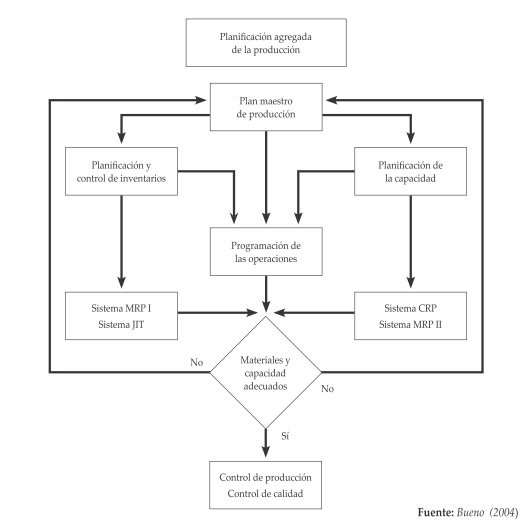 Planificación agregada
de la producción
Plan maestro
de producción
Planificación y
control de inventarios
Planificación de
la capacidad
Programación de
las operaciones
Sistema MRP I
Sistema JIT
Sistema CRP
Sistema MRP II
No
Materiales y
capacidad
adecuados
No
Sí
Control de producción
Control de calidad
Fuente: Bueno (2004)